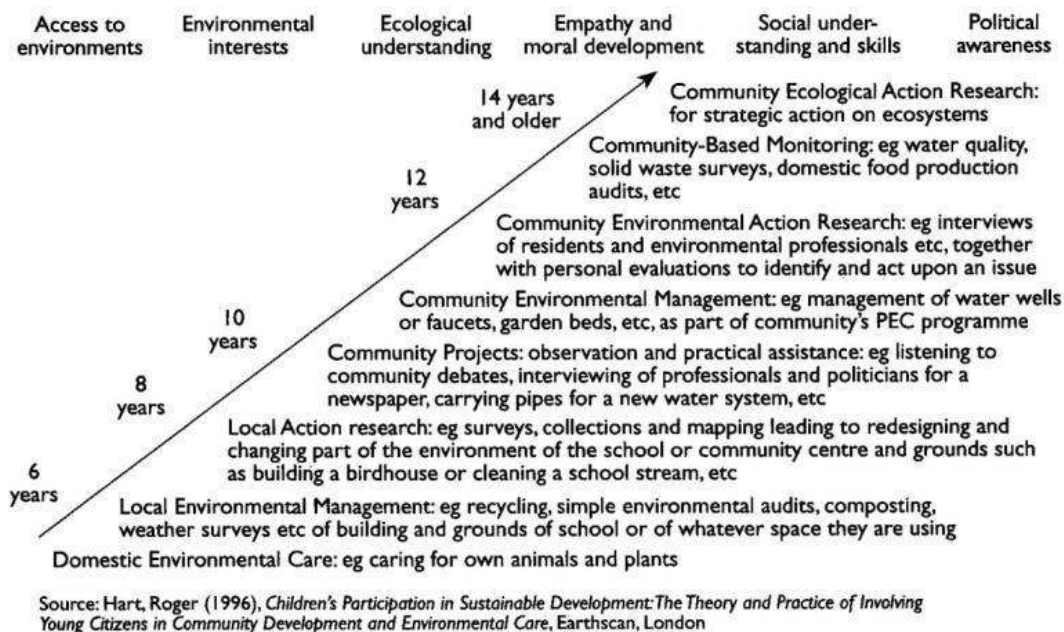 Access to environments
Environmental interests
Ecological understanding
Empathy and moral development
Social under-standing and skills
Political awareness
14 years
and older
Community Ecological Action Research:
for strategic action on ecosystems
Community-Based Monitoring: eg water quality,
solid waste surveys, domestic food production
audits, etc
12
years
Community Environmental Action Research: eg interviews
of residents and environmental professionals etc, together
with personal evaluations to identify and act upon an issue
Community Environmental Management: eg management of water wells
or faucets, garden beds, etc, as part of community's PEC programme
10
years
Community Projects: observation and practical assistance: eg listening to
community debates, interviewing of professionals and politicians for a
newspaper, carrying pipes for a new water system, etc
8
years
Local Action research: eg surveys, collections and mapping leading to redesigning and
changing part of the environment of the school or community centre and grounds such
as building a birdhouse or cleaning a school stream, etc
6
years
Local Environmental Management: eg recycling, simple environmental audits, composting,
weather surveys etc of building and grounds of school or of whatever space they are using
Domestic Environmental Care: eg caring for own animals and plants
Source: Hart, Roger (1996), Children's Participation in Sustainable Development: The Theory and Practice of Involving
Young Citizens in Community Development and Environmental Care, Earthscan, London